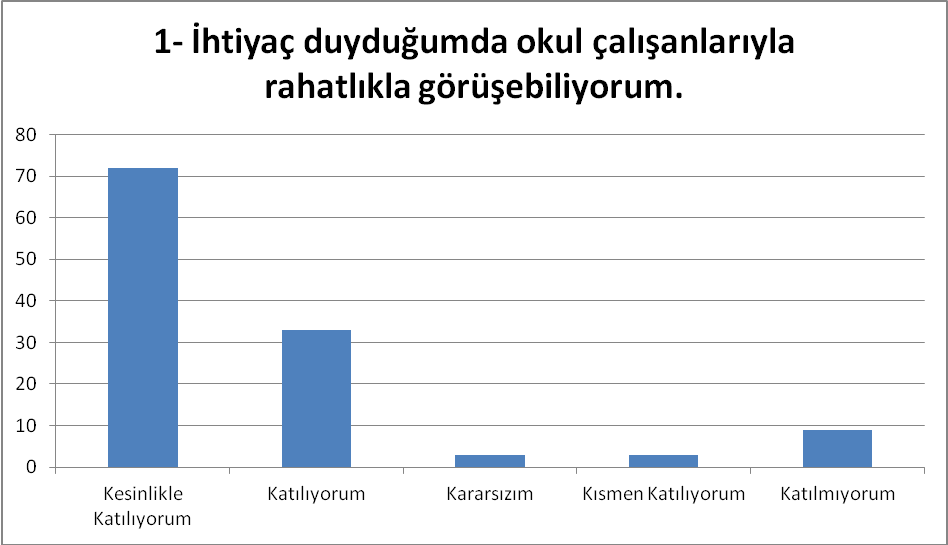 1- İhtiyaç duyduğumda okul çalışanlarıyla
rahatlıkla görüşebiliyorum.
80
70
60
50
40
30
20
10
0
Kesinlikle
Katılıyorum
Katılıyorum
Kararsızım
Kısmen Katılıyorum
Katılmıyorum